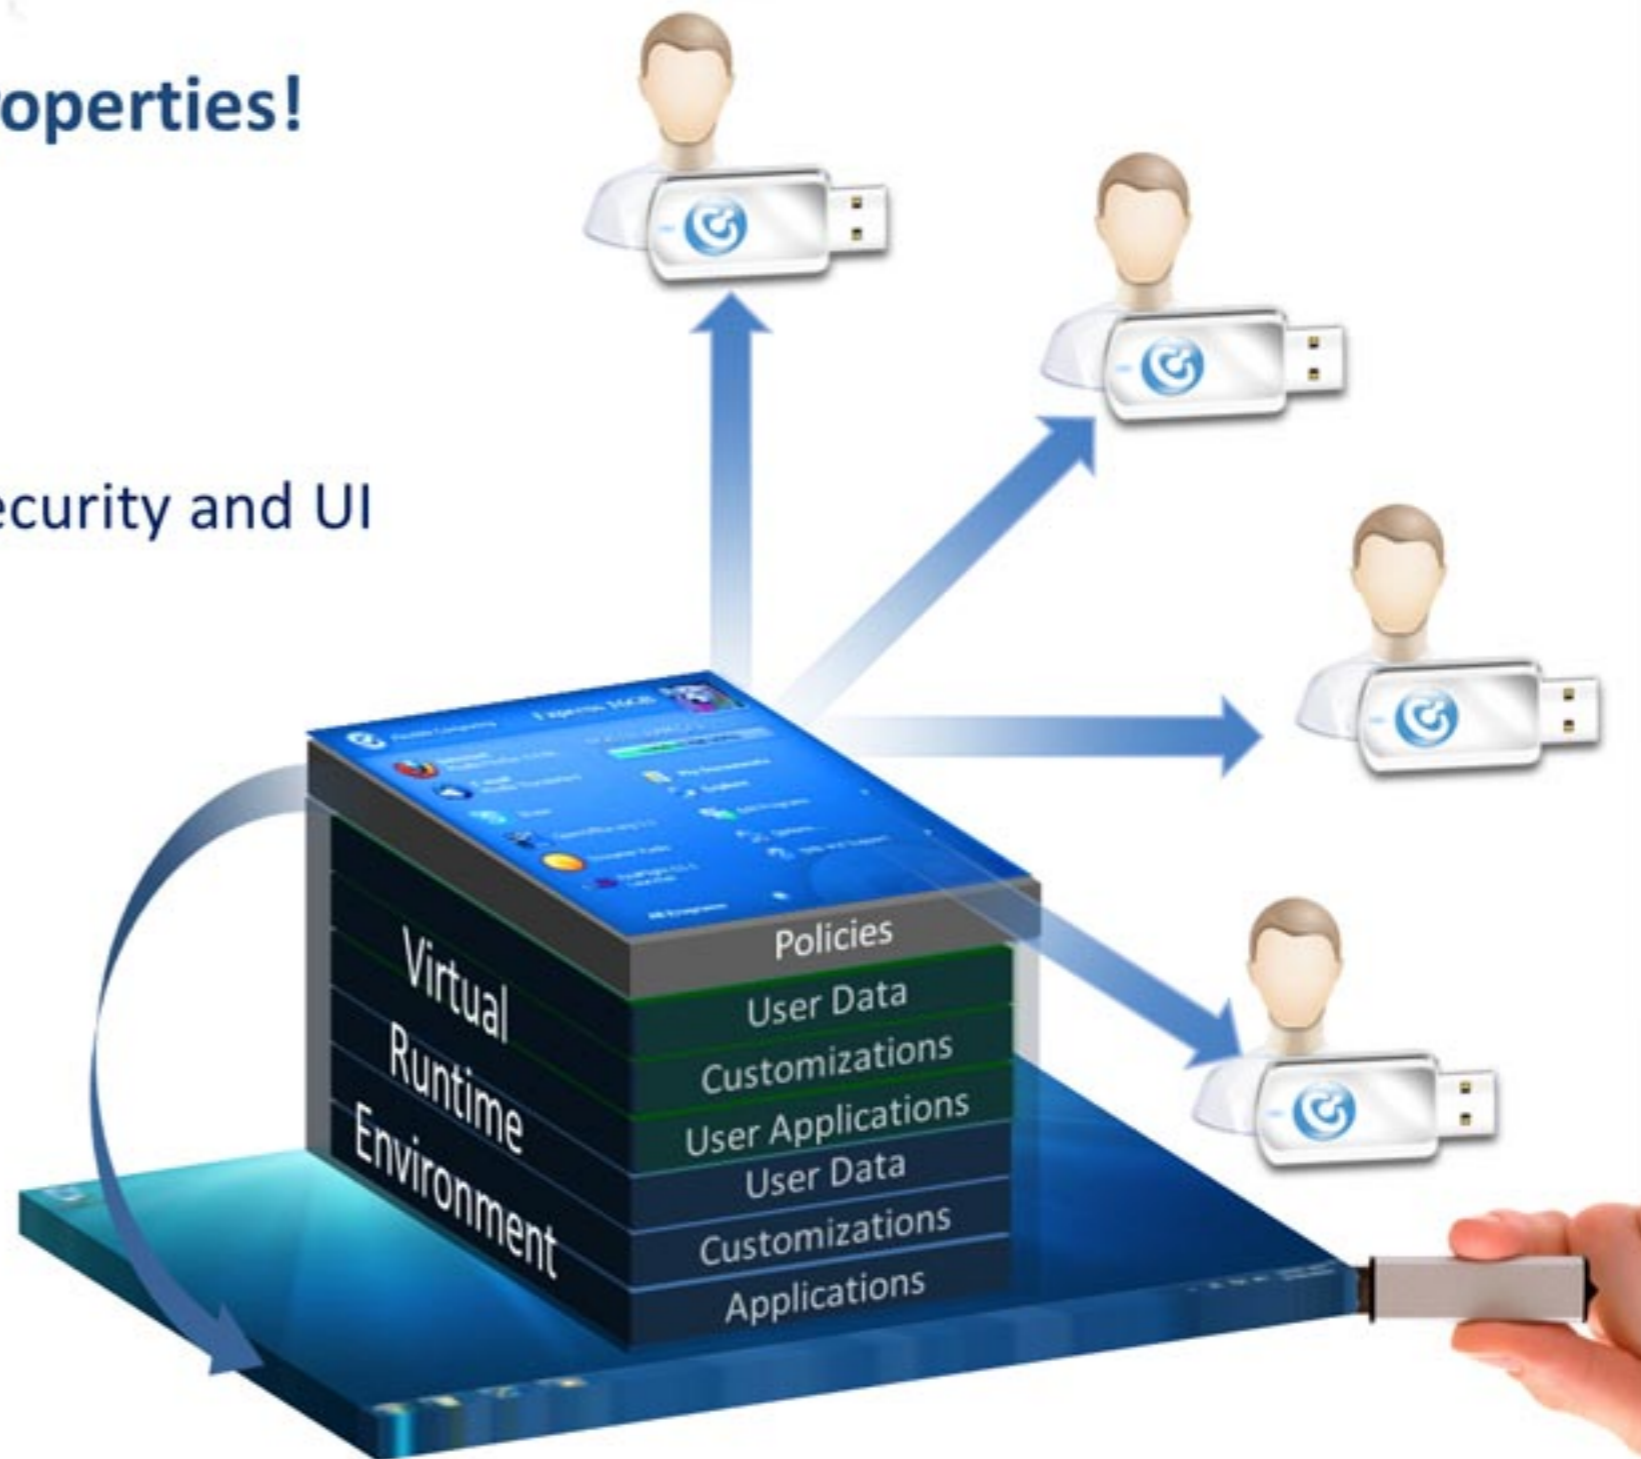 operties!
ecurity and UI
Policies
User Data
Customizations
User Applications
User Data
Customizations
Applications
Virtual
Runtime
Environment